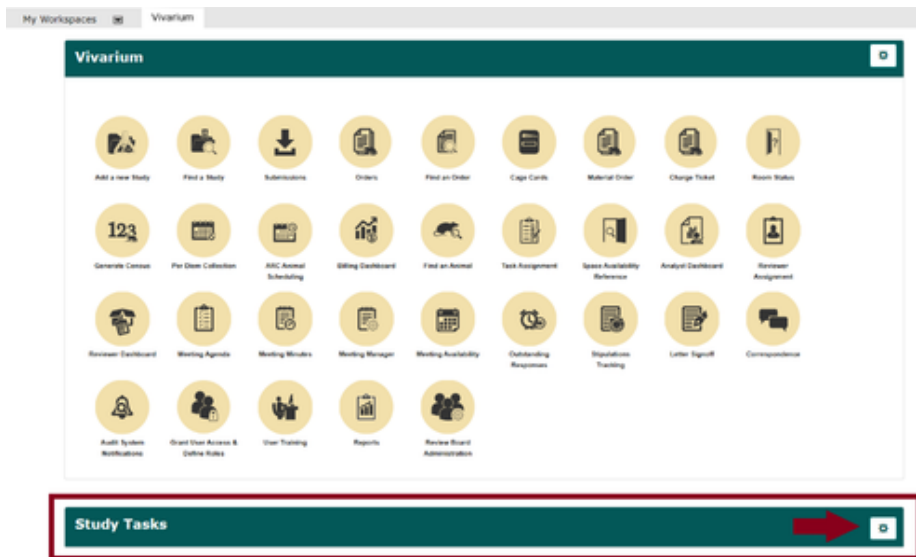 My Workspaces Vivarium
Vivarium
Add a new Study Find a Study Submissions Orders Find an Order Cage Cards Material Order Charge Ticket Room Status
123
Generate Census Per Diem Collection ARC Animal Scheduling Billing Dashboard Find an Animal Task Assignment Space Availability Reference Analyst Dashboard Reviewer Assignment
Reviewer Dashboard Meeting Agenda Meeting Minutes Meeting Manager Meeting Availability Outstanding Responses Stipulations Tracking Letter Signoff Correspondence
Audit System Notifications Grant User Access & Define Roles User Training Reports Review Board Administration
Study Tasks